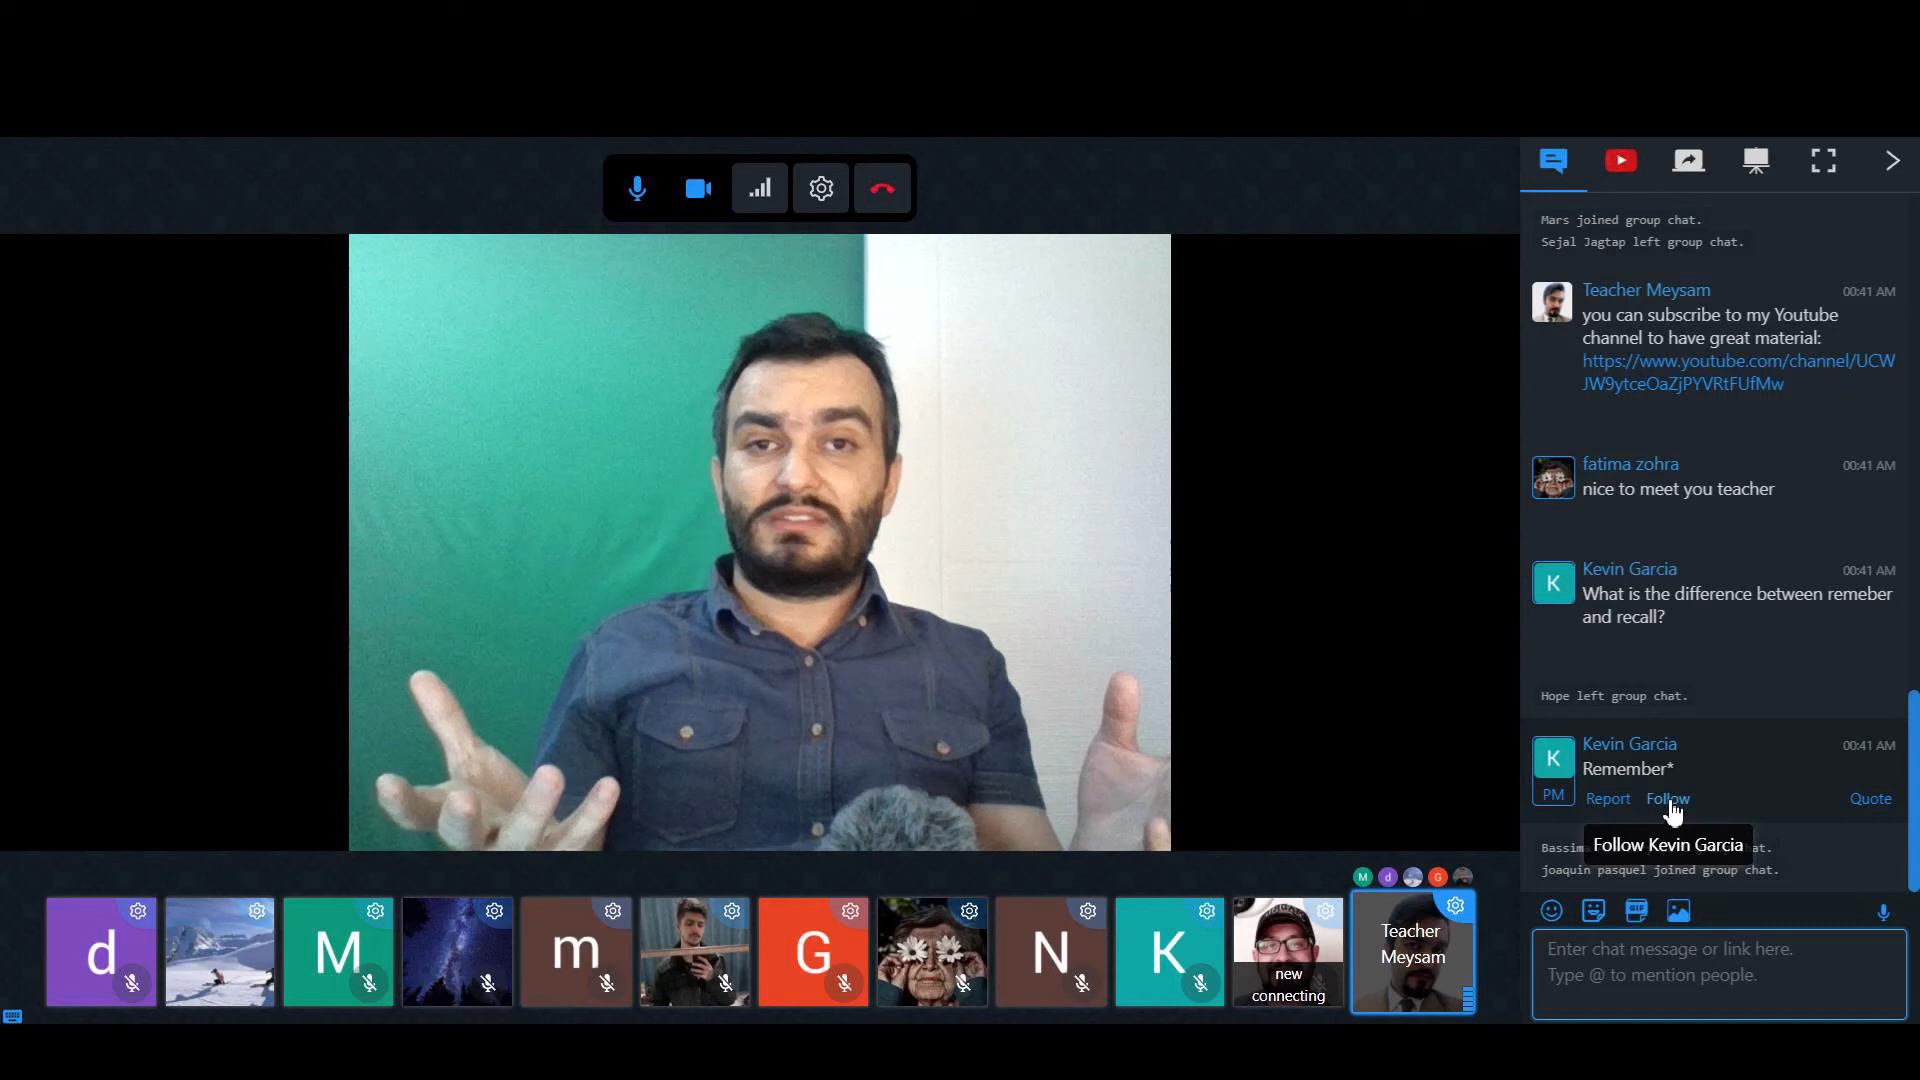 Mars joined group chat.
Sejal Jagtap left group chat.
Teacher Meysam 00:41 AM
you can subscribe to my Youtube
channel to have great material:
https://www.youtube.com/channel/UCW
JW9ytceOaZjPYVRtFUfMw
fatima zohra 00:41 AM
nice to meet you teacher
K
Kevin Garcia 00:41 AM
What is the difference between remeber
and recall?
Hope left group chat.
K
Kevin Garcia 00:41 AM
Remember*
PM Report Follow Quote
Follow Kevin Garcia
Bassima
joaquin pasquel joined group chat.
GIF
Enter chat message or link here.
Type @ to mention people.
M d G
d
M
m
G
N
K
new
connecting
Teacher
Meysam